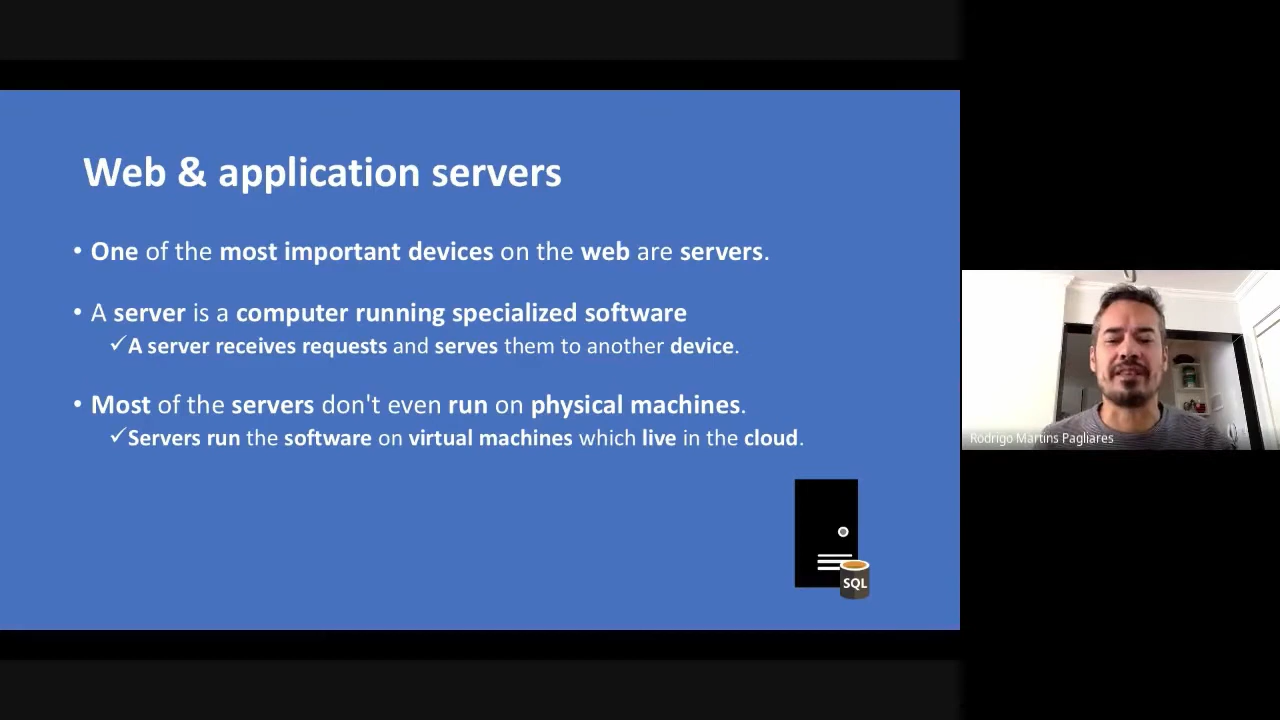 Web & application servers
• One of the most important devices on the web are servers.
• A server is a computer running specialized software
✓A server receives requests and serves them to another device.
• Most of the servers don't even run on physical machines.
✓Servers run the software on virtual machines which live in the cloud.
SQL
Rodrigo Martins Pagliares